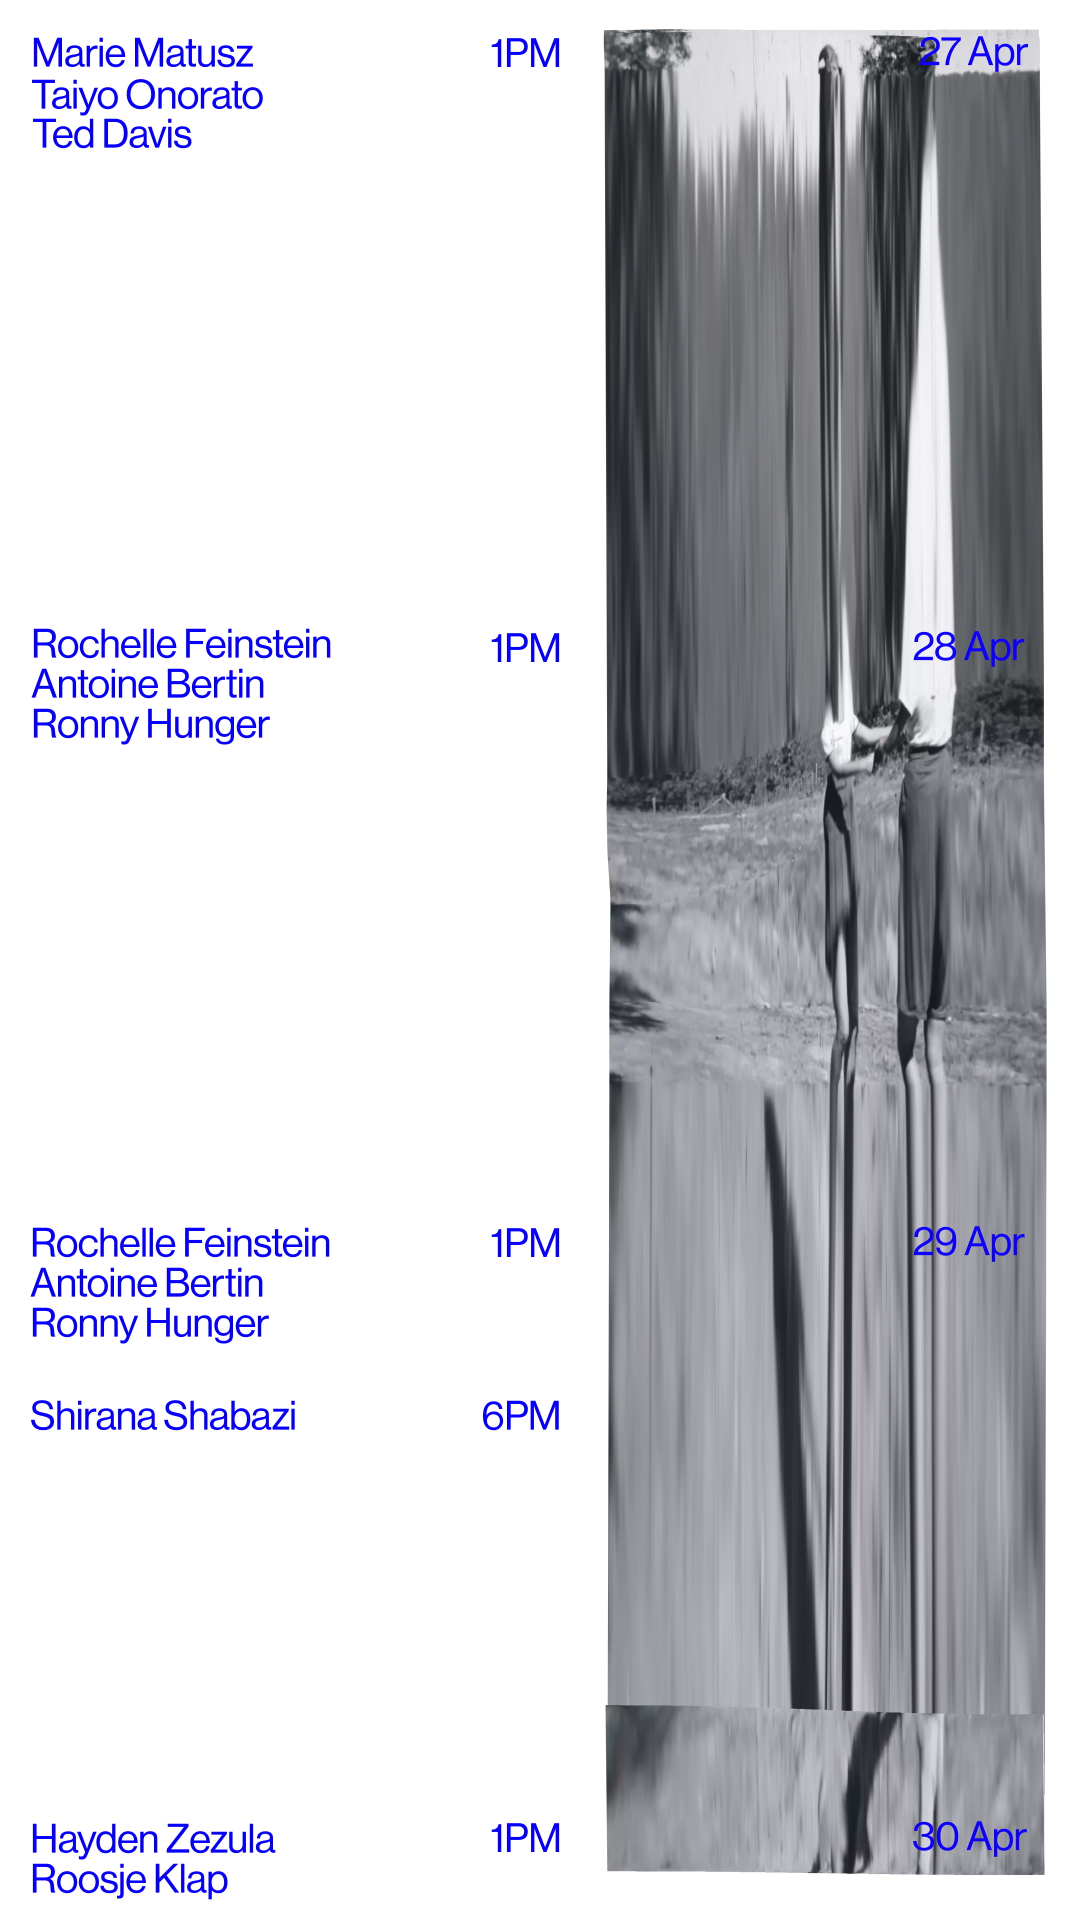 Marie Matusz 1PM 27 Apr
Taiyo Onorato
Ted Davis
Rochelle Feinstein 1PM 28 Apr
Antoine Bertin
Ronny Hunger
Rochelle Feinstein 1PM 29 Apr
Antoine Bertin
Ronny Hunger
Shirana Shabazi 6PM
Hayden Zezula 1PM 30 Apr
Roosje Klap